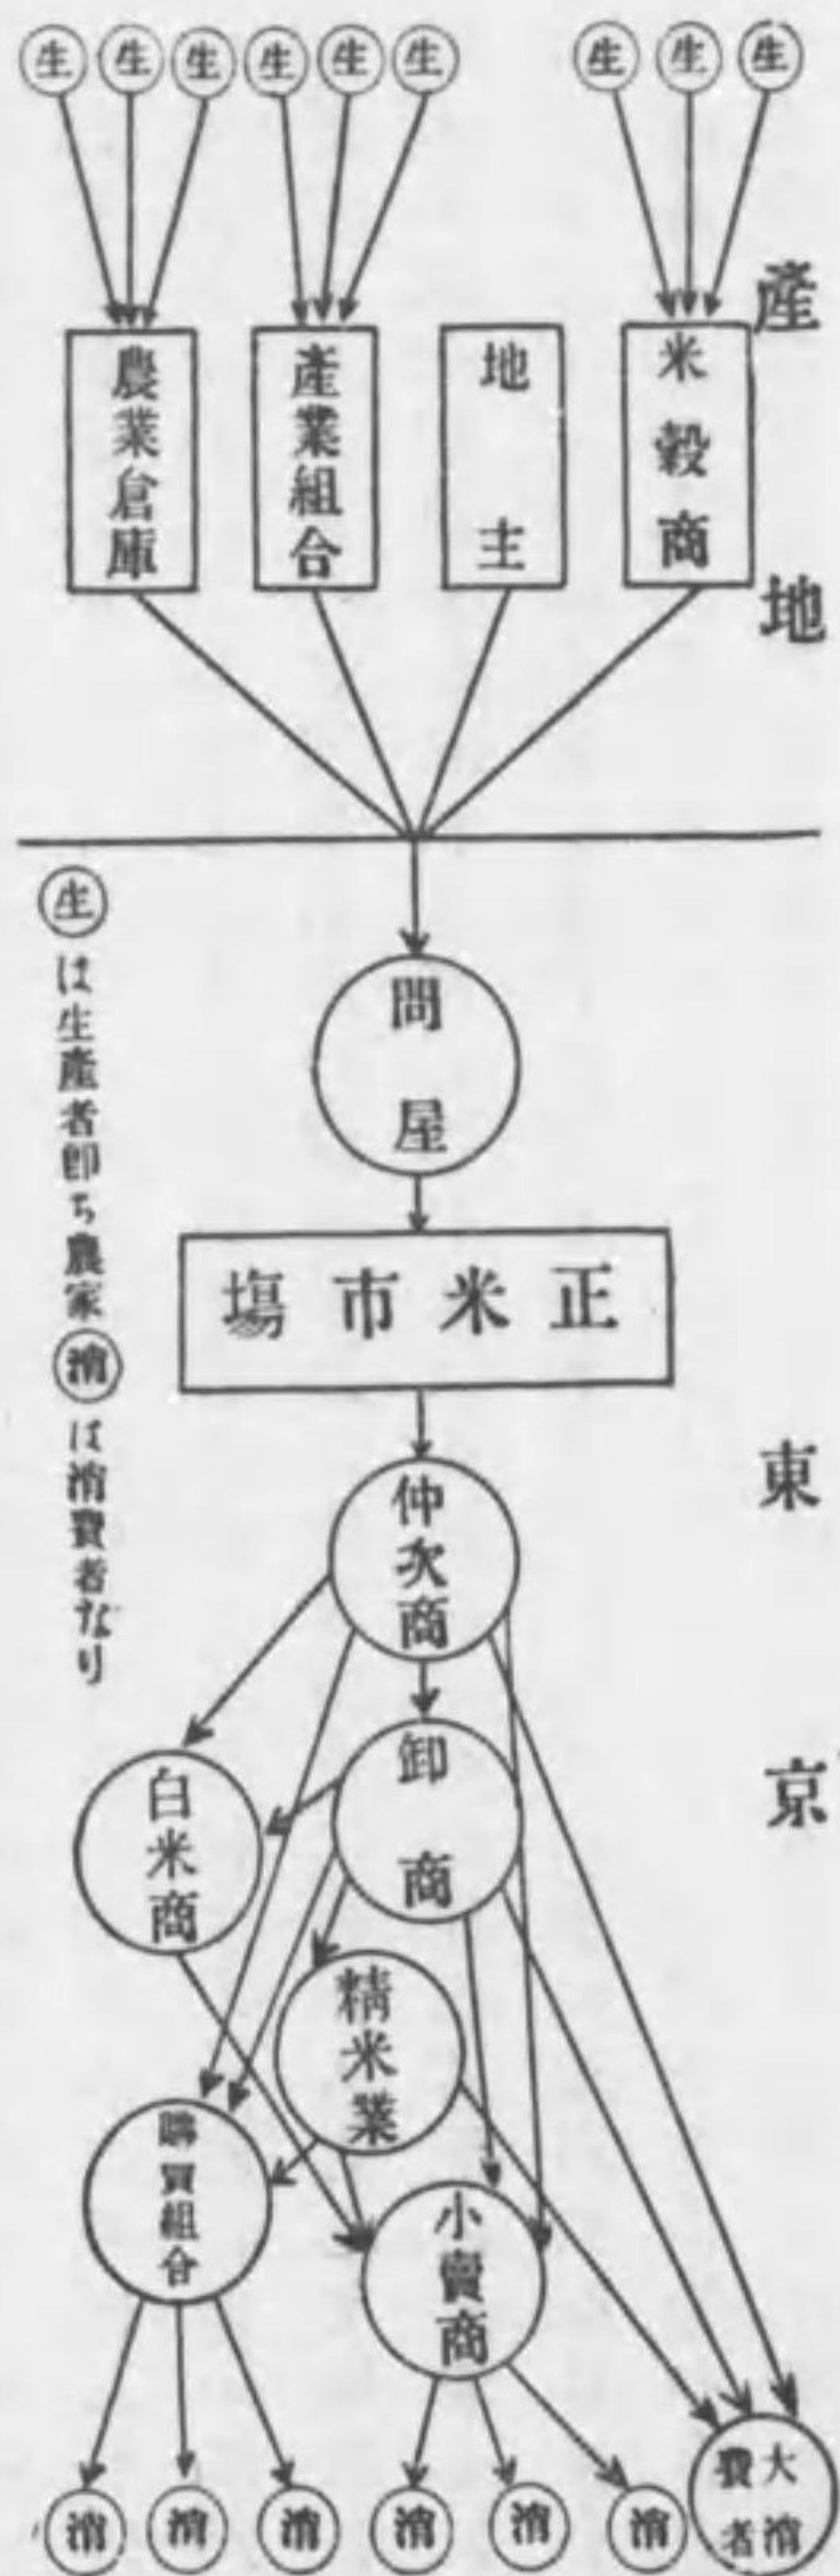 生 生 生 生 生 生 生 生 生
産地
米穀商
地主
產業組合
農業倉庫
問屋
正米市場
東京
仲次商
卸商
白米商
精米業
購買組合
小賣商
大消費者
消 消 消 消 消 消
生は生産者卽ち農家消は消費者なり